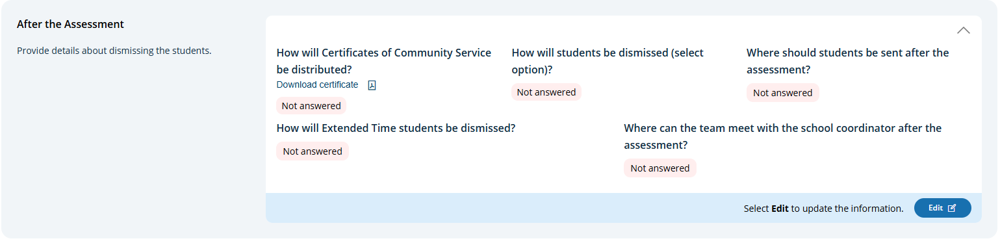 After the Assessment
Provide details about dismissing the students.
How will Certificates of Community Service
be distributed?
Download certificate
Not answered
How will students be dismissed (select
option)?
Not answered
Where should students be sent after the
assessment?
Not answered
How will Extended Time students be dismissed?
Not answered
Where can the team meet with the school coordinator after the
assessment?
Not answered
Select Edit to update the information.
Edit